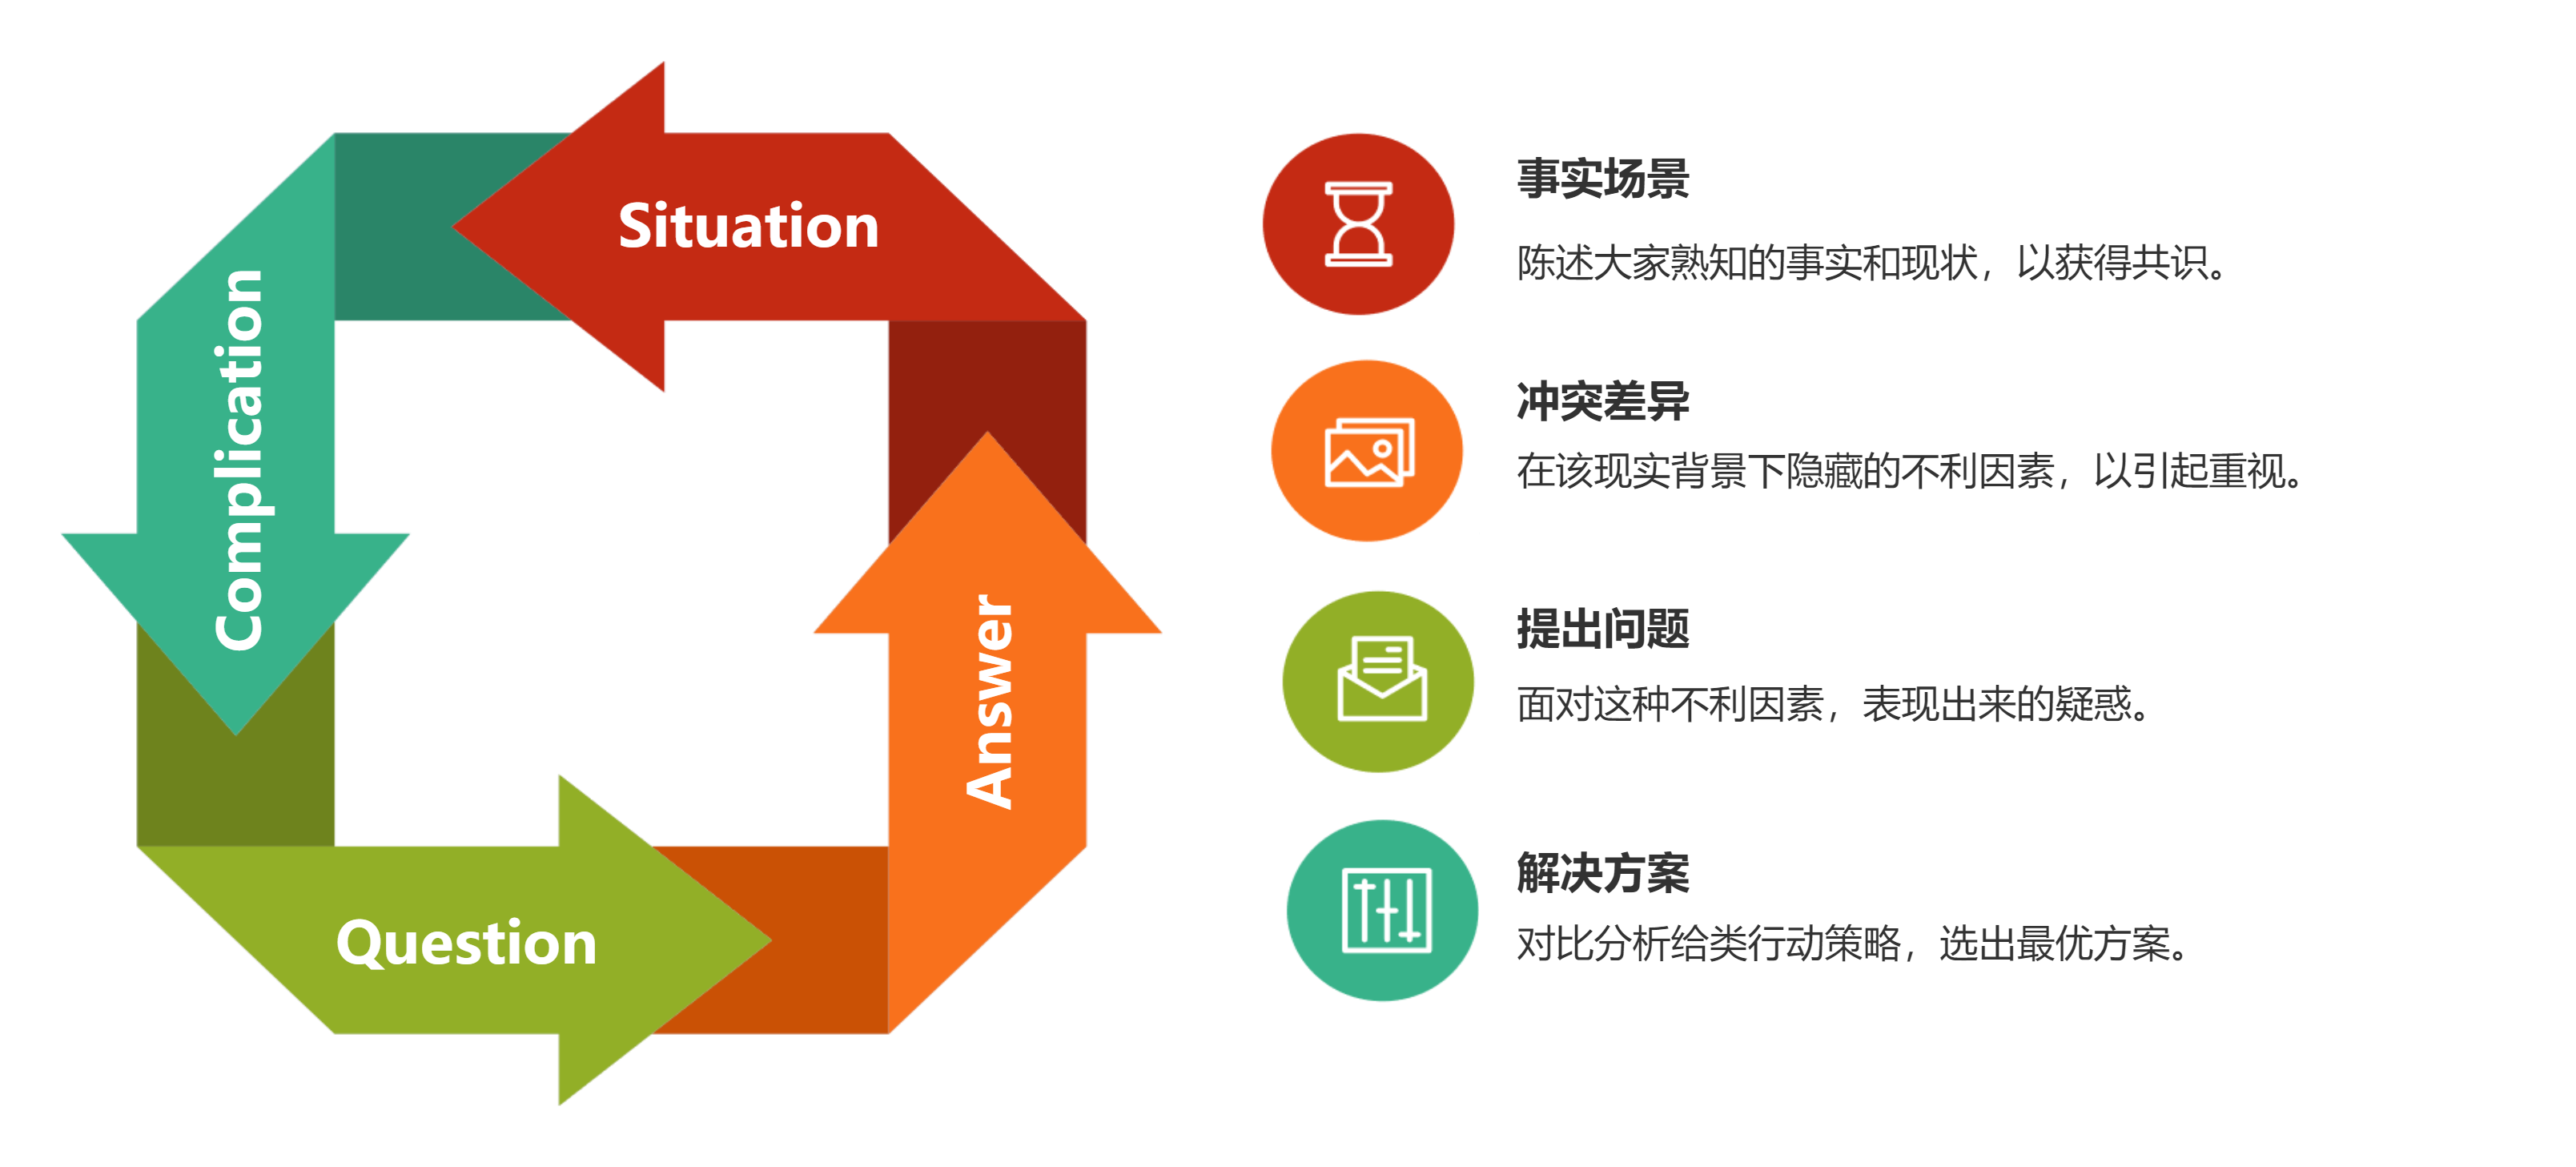 Situation
Complication
Question
Answer
事实场景
陈述大家熟知的事实和现状，以获得共识。
冲突差异
在该现实背景下隐藏的不利因素，以引起重视。
提出问题
面对这种不利因素，表现出来的疑惑。
解决方案
对比分析给类行动策略，选出最优方案。